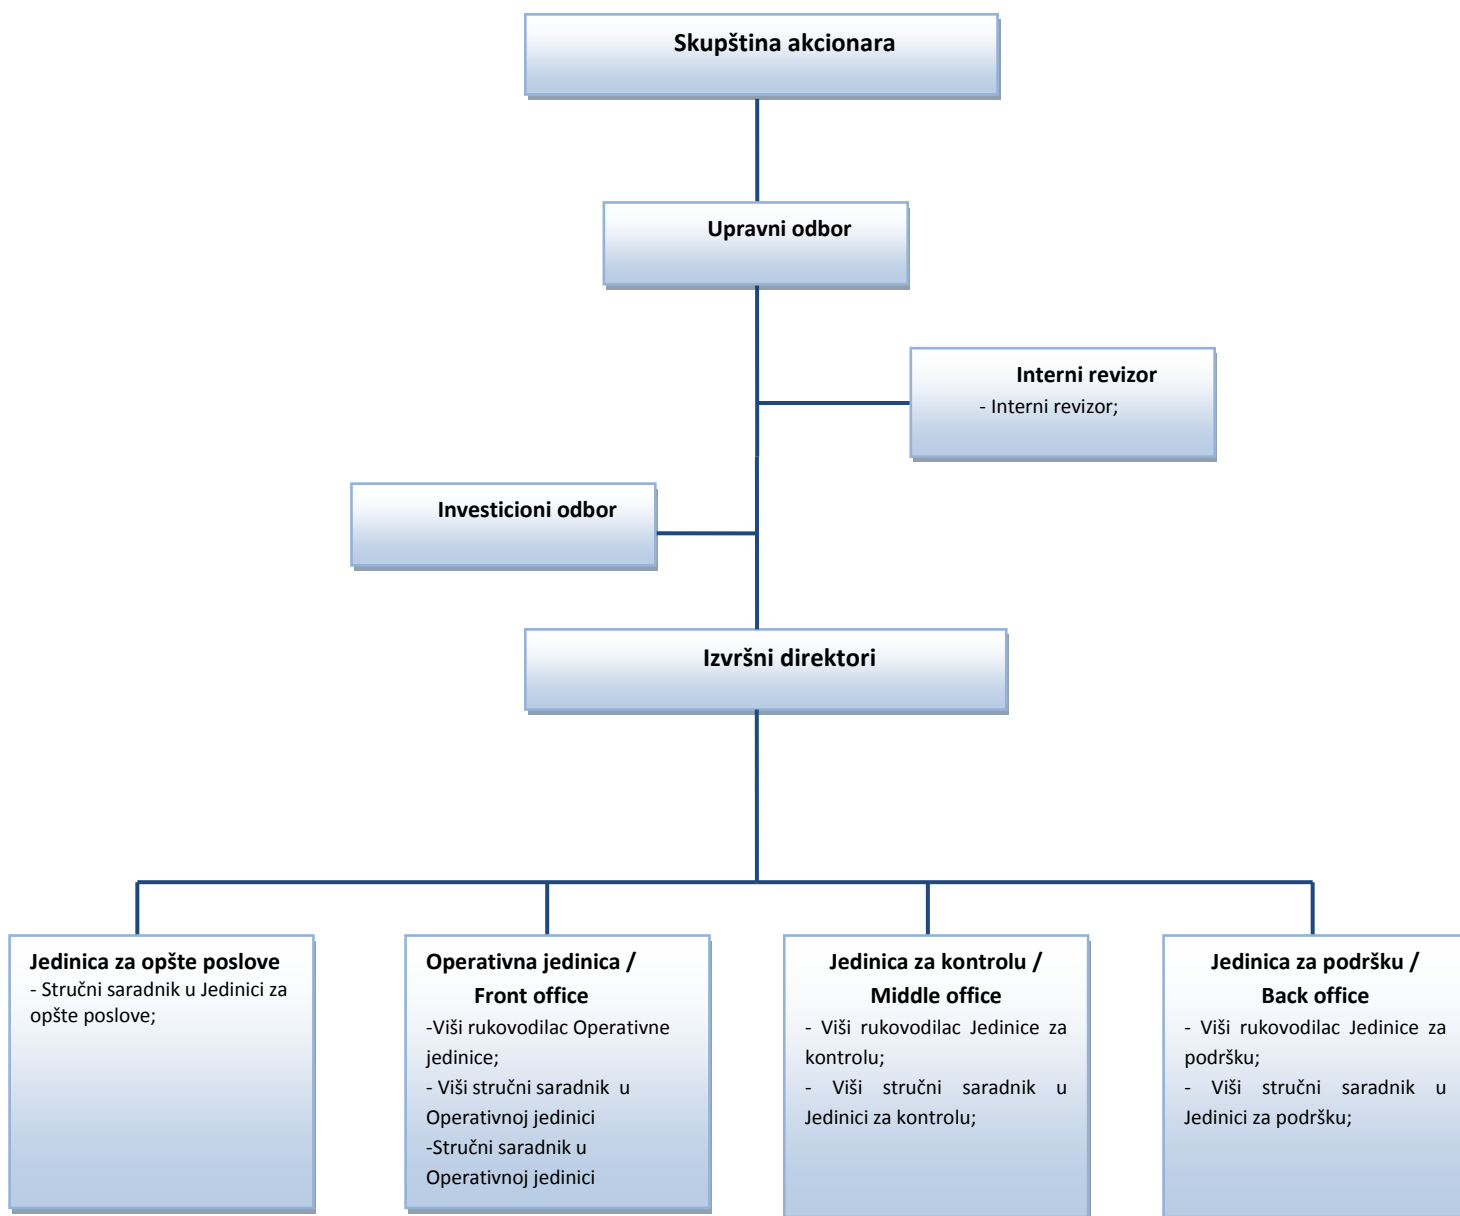 Skupština akcionara
Upravni odbor
Interni revizor
- Interni revizor;
Investicioni odbor
Izvršni direktori
Jedinica za opšte poslove
- Stručni saradnik u Jedinici za
opšte poslove;
Operativna jedinica /
Front office
-Viši rukovodilac Operativne
jedinice;
- Viši stručni saradnik u
Operativnoj jedinici
-Stručni saradnik u
Operativnoj jedinici
Jedinica za kontrolu /
Middle office
- Viši rukovodilac Jedinice za
kontrolu;
- Viši stručni saradnik u
Jedinici za kontrolu;
Jedinica za podršku /
Back office
- Viši rukovodilac Jedinice za
podršku;
- Viši stručni saradnik u
Jedinici za podršku;